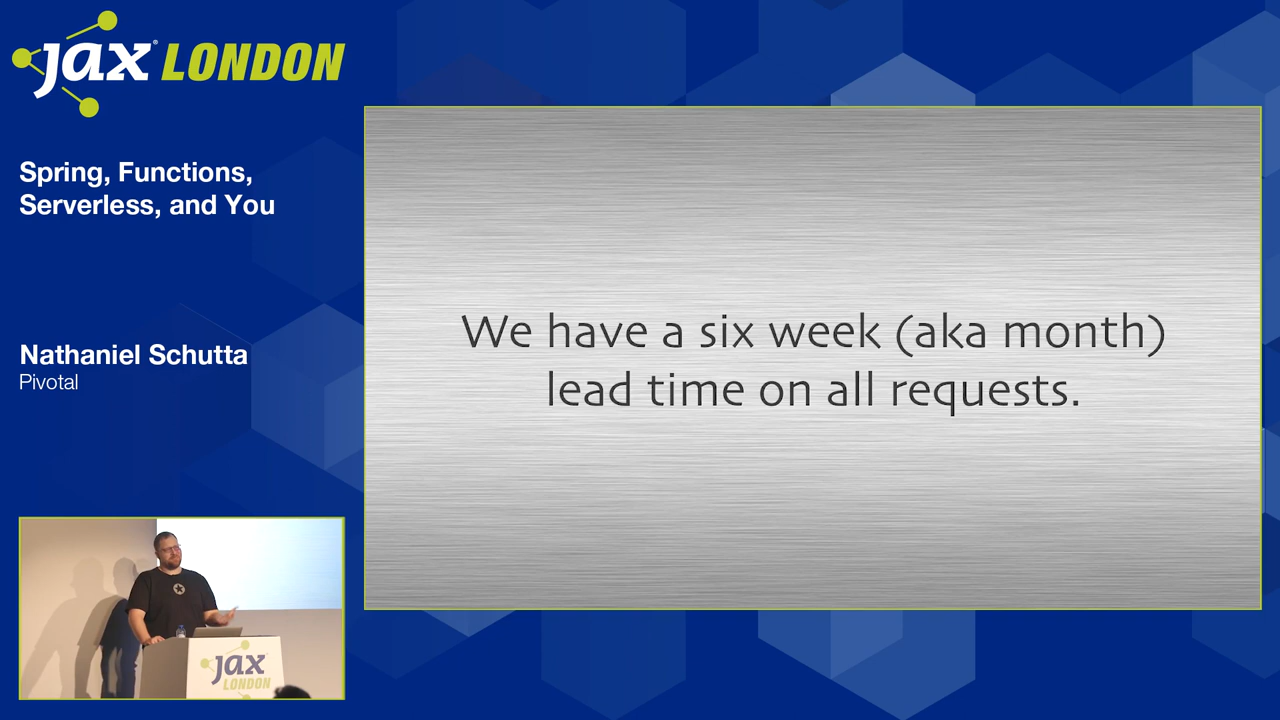 jax LONDON
Spring, Functions,
Serverless, and You
Nathaniel Schutta
Pivotal
We have a six week (aka month)
lead time on all requests.
jax
LONDON